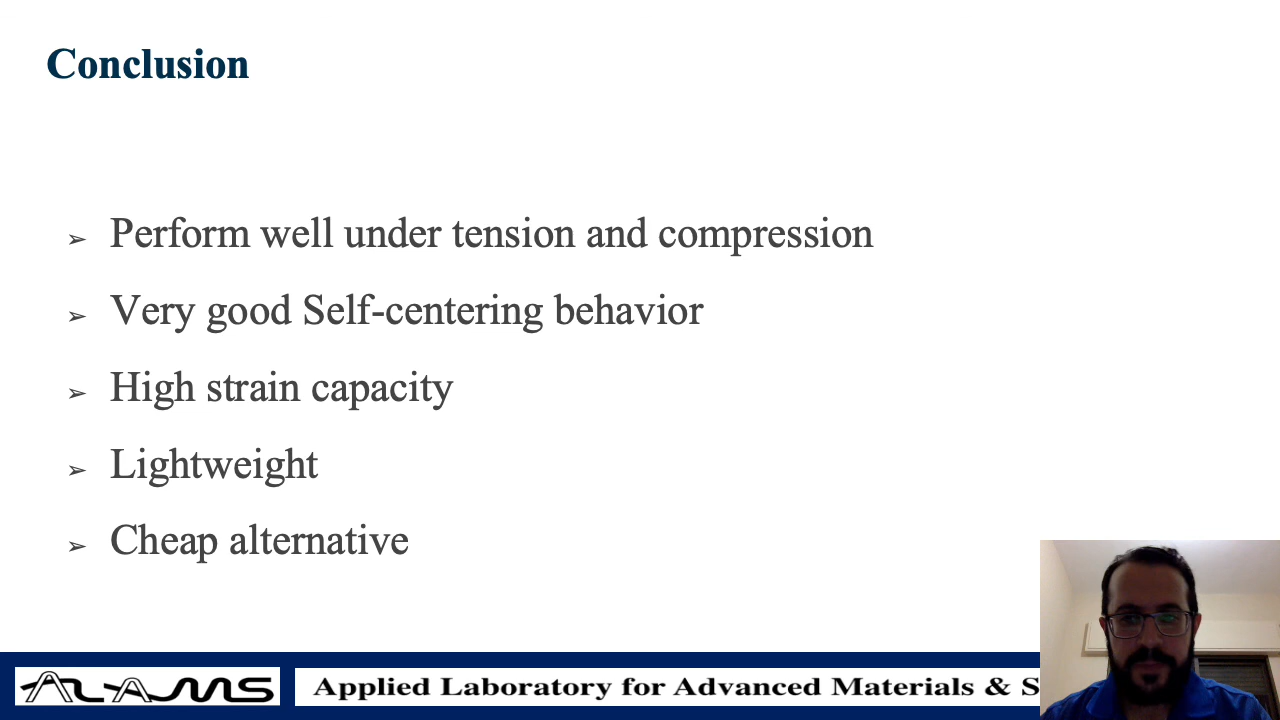 Conclusion
➢ Perform well under tension and compression
➢ Very good Self-centering behavior
➢ High strain capacity
➢ Lightweight
➢ Cheap alternative
ALAMS
Applied Laboratory for Advanced Materials & S